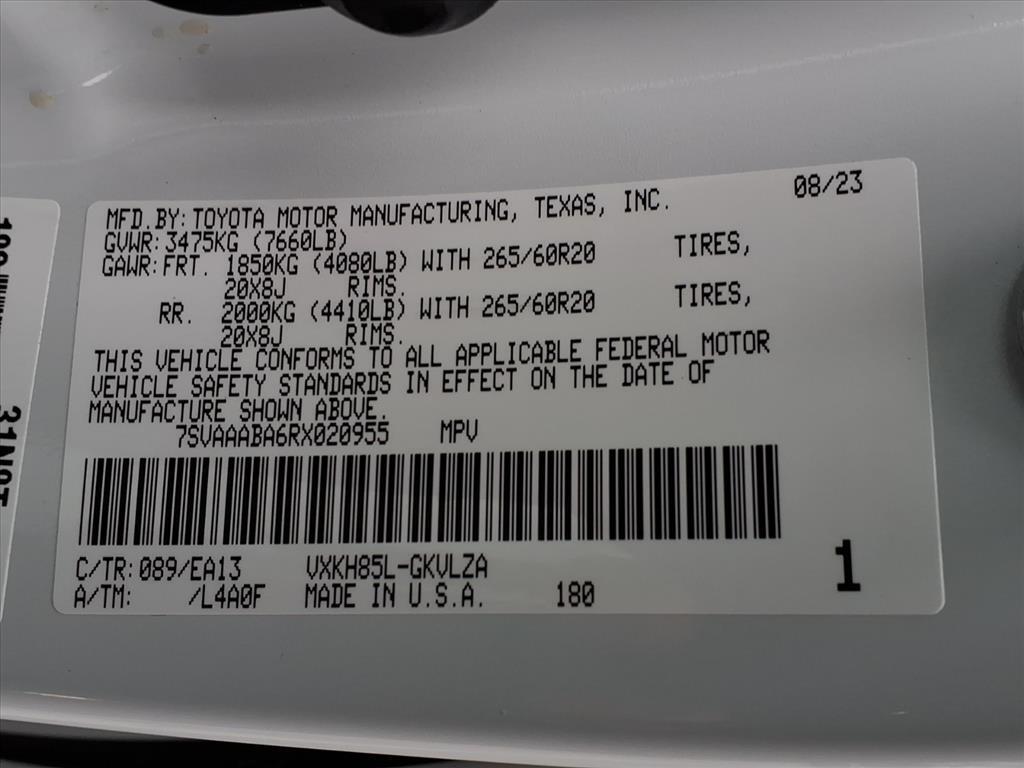 MFD.BY: TOYOTA MOTOR MANUFACTURING, TEXAS, INC. 08/23
GVWR: 3475KG (7660LB)
GAWR: FRT. 1850KG (4080LB) WITH 265/60R20 TIRES,
20X8J RIMS.
RR. 2000KG (4410LB) WITH 265/60R20 TIRES,
20X8J RIMS.
THIS VEHICLE CONFORMS TO ALL APPLICABLE FEDERAL MOTOR
VEHICLE SAFETY STANDARDS IN EFFECT ON THE DATE OF
MANUFACTURE SHOWN ABOVE.
7SVAAABA6RX020955 MPV
C/TR: 089/EA13 VXKH85L-GKVLZA
A/TM: /L4A0F MADE IN U.S.A. 180
1